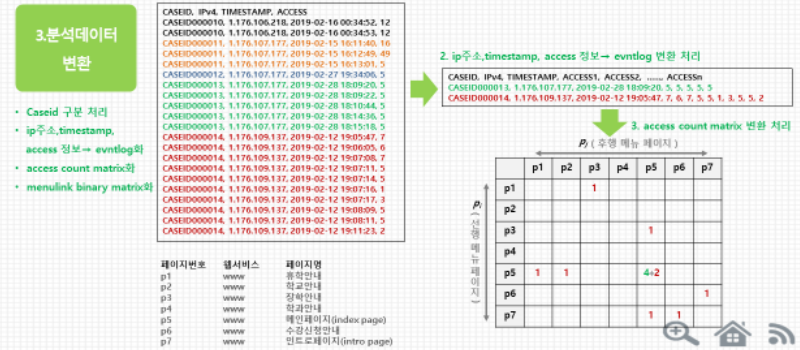 3.분석데이터
변환
• Caseid 구분 처리
• ip주소,timestamp,
access 정보→ evntlog화
• access count matrix화
• menulink binary matrix화
CASEID, IPv4, TIMESTAMP, ACCESS
CASEID000010, 1.176.106.218, 2019-02-16 00:34:52, 12
CASEID000010, 1.176.106.218, 2019-02-16 00:34:53, 12
CASEID000011, 1.176.107.177, 2019-02-15 16:11:40, 16
CASEID000011, 1.176.107.177, 2019-02-15 16:12:49, 49
CASEID000011, 1.176.107.177, 2019-02-15 16:13:01, 5
CASEID000012, 1.176.107.177, 2019-02-27 19:34:06, 5
CASEID000013, 1.176.107.177, 2019-02-28 18:09:20, 5
CASEID000013, 1.176.107.177, 2019-02-28 18:09:22, 5
CASEID000013, 1.176.107.177, 2019-02-28 18:10:44, 5
CASEID000013, 1.176.107.177, 2019-02-28 18:14:36, 5
CASEID000013, 1.176.107.177, 2019-02-28 18:15:18, 5
CASEID000014, 1.176.109.137, 2019-02-12 19:05:47, 7
CASEID000014, 1.176.109.137, 2019-02-12 19:06:05, 6
CASEID000014, 1.176.109.137, 2019-02-12 19:07:08, 7
CASEID000014, 1.176.109.137, 2019-02-12 19:07:11, 5
CASEID000014, 1.176.109.137, 2019-02-12 19:07:14, 5
CASEID000014, 1.176.109.137, 2019-02-12 19:07:16, 1
CASEID000014, 1.176.109.137, 2019-02-12 19:07:17, 3
CASEID000014, 1.176.109.137, 2019-02-12 19:08:09, 5
CASEID000014, 1.176.109.137, 2019-02-12 19:08:11, 5
CASEID000014, 1.176.109.137, 2019-02-12 19:11:23, 2
페이지번호 웹서비스 페이지명
p1 www 휴학안내
p2 www 학교안내
p3 www 장학안내
p4 www 학과안내
p5 www 메인페이지(index page)
p6 www 수강신청안내
p7 www 인트로페이지(intro page)
2. ip주소,timestamp, access 정보→ evntlog 변환 처리
CASEID, IPv4, TIMESTAMP, ACCESS1, ACCESS2, ......, ACCESSn
CASEID000013, 1.176.107.177, 2019-02-28 18:09:20, 5, 5, 5, 5, 5
CASEID000014, 1.176.109.137, 2019-02-12 19:05:47, 7, 6, 7, 5, 5, 1, 3, 5, 5, 2
3. access count matrix 변환 처리
Pj ( 후행 메뉴 페이지 )
Pi ( 선행 메뉴 페이지 )
p1 p2 p3 p4 p5 p6 p7
p1 1
p2
p3 1
p4
p5 1 1 4+2
p6 1
p7 1 1